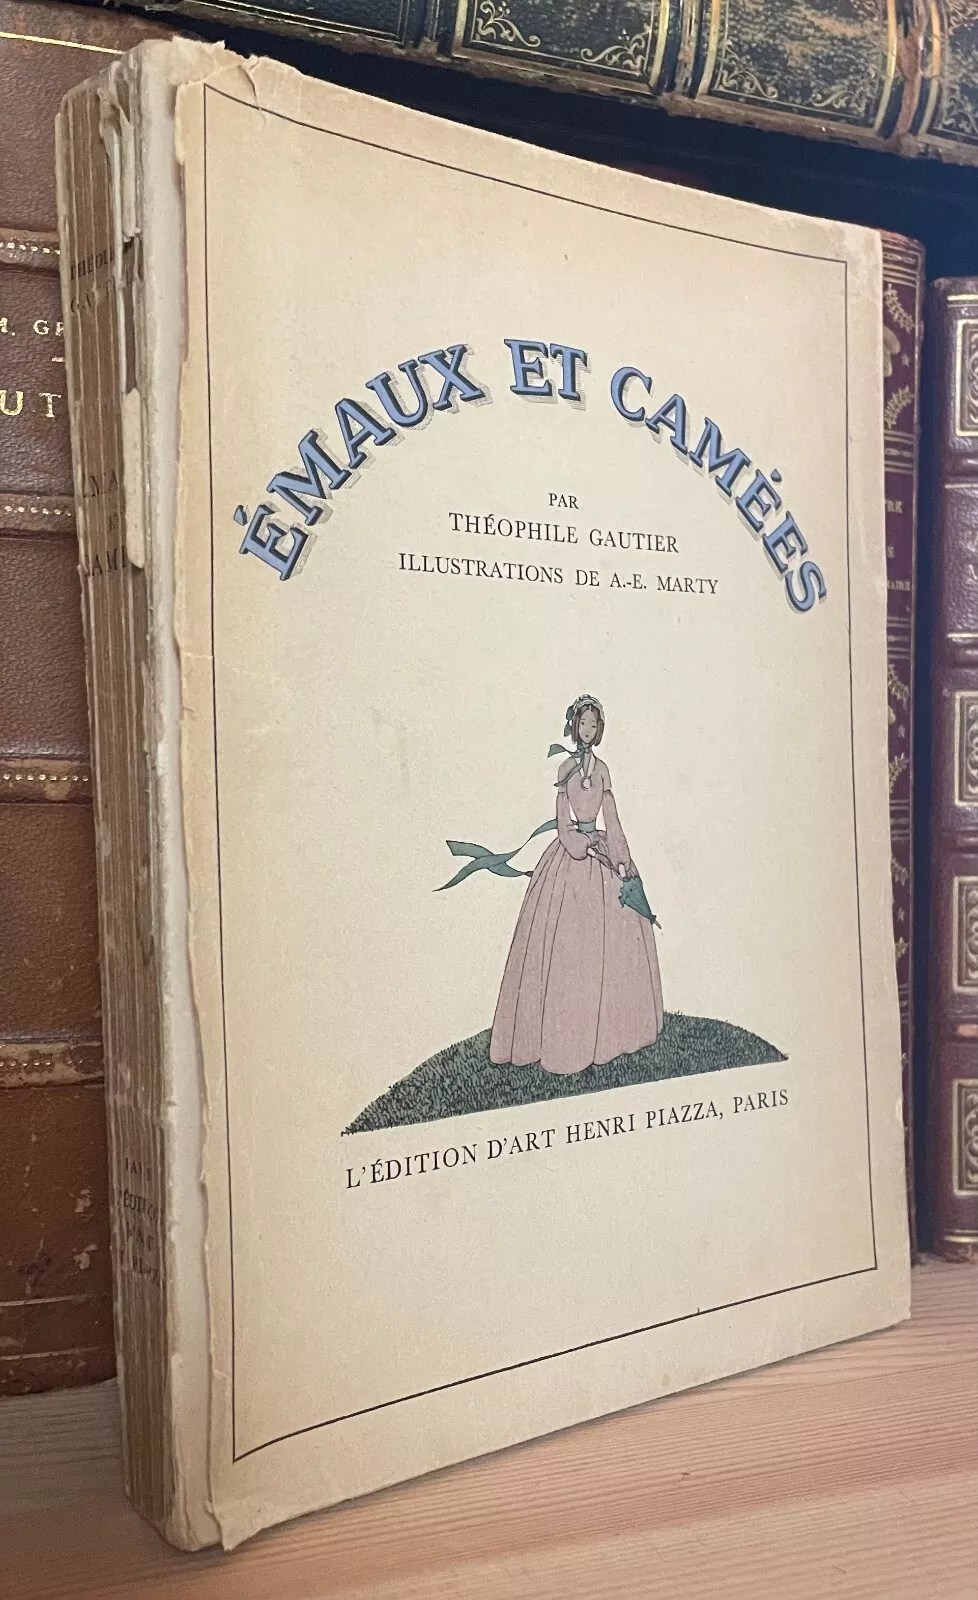 ÉMAUX ET CAMÉES
PAR
THÉOPHILE GAUTIER
ILLUSTRATIONS DE A.-E. MARTY
L'ÉDITION D'ART HENRI PIAZZA, PARIS